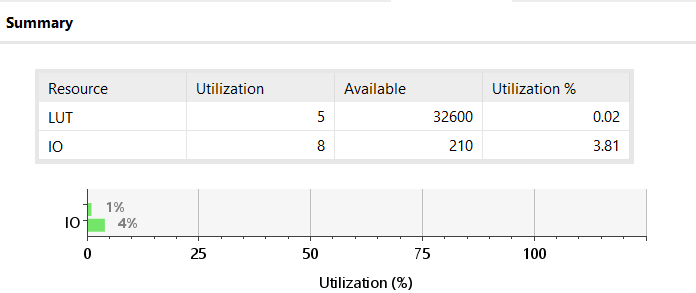 Summary
Resource Utilization Available Utilization %
LUT 5 32600 0.02
IO 8 210 3.81
1%
IO 4%
0 25 50 75 100
Utilization (%)